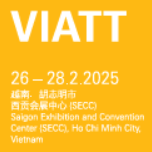 VIATT
26 – 28.2.2025
越南．胡志明市
西贡会展中心 (SECC)
Saigon Exhibition and Convention
Center (SECC), Ho Chi Minh City,
Vietnam